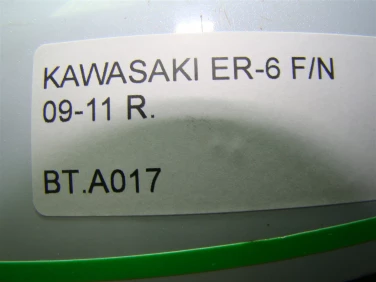 KAWASAKI ER-6 F/N
09-11 R.
BT.A017